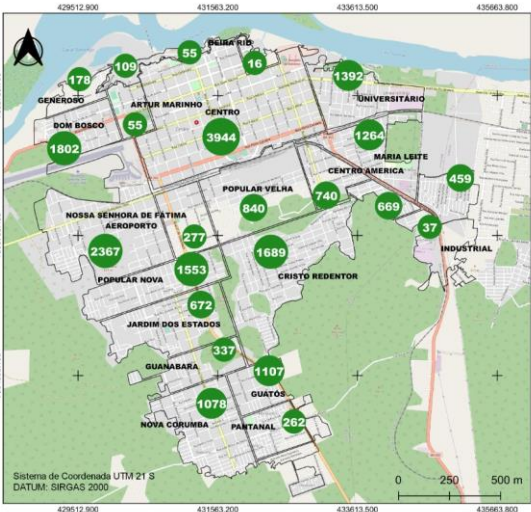 429512.900 431563.200 433613.500 435663.800
BEIRA RIO
55
109
16
178
1392
GENEROSO
ARTUR MARINHO
UNIVERSITÁRIO
CENTRO
DOM BOSCO
55
3944
1264
1802
MARIA LEITE
CENTRO AMERICA
459
POPULAR VELHA
740
840
669
NOSSA SENHORA DE FÁTIMA
AEROPORTO
37
277
2367
1689
INDUSTRIAL
1553
CRISTO REDENTOR
POPULAR NOVA
672
JARDIM DOS ESTADOS
337
GUANABARA
1107
GUATÓS
1078
262
NOVA CORUMBA
PANTANAL
Sistema de Coordenada UTM 21 S
DATUM: SIRGAS 2000
0 250 500 m
429512.900 431563.200 433613.500 435663.800